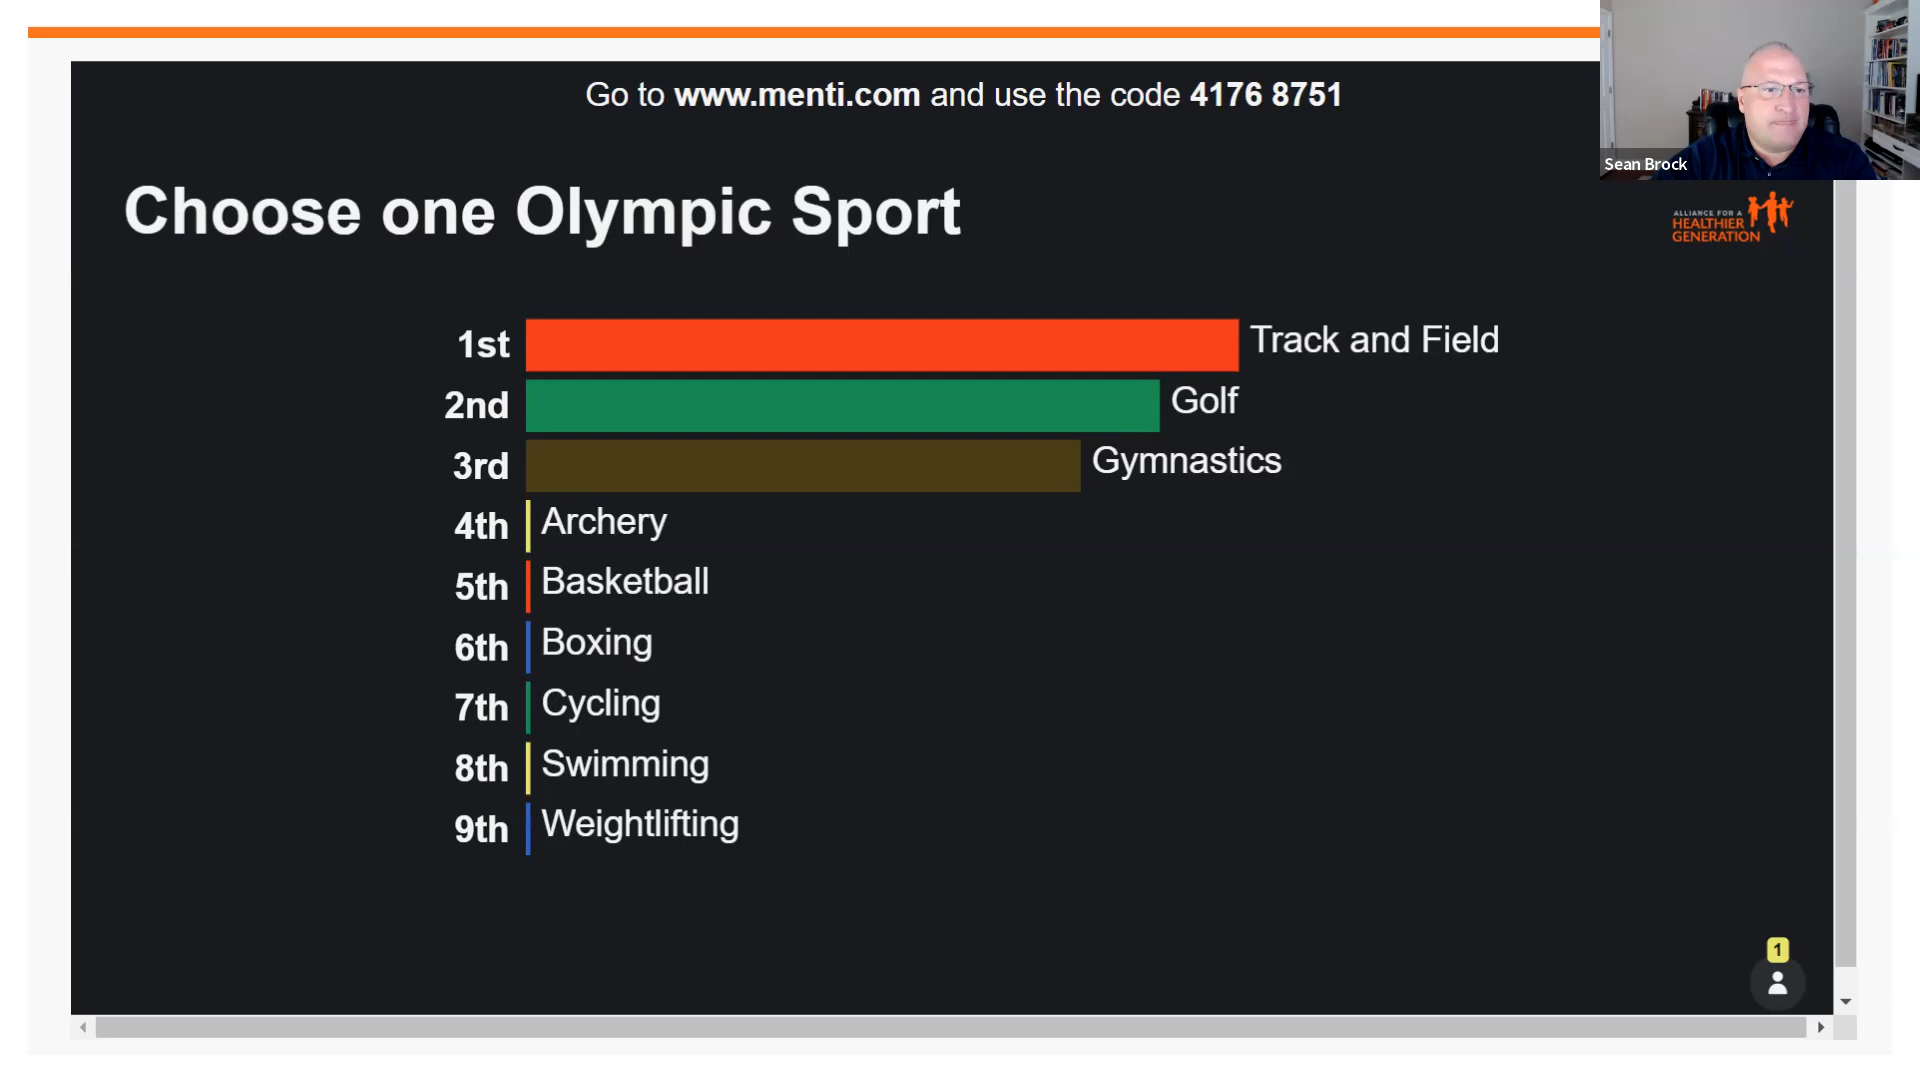 Go to www.menti.com and use the code 4176 8751
Sean Brock
Choose one Olympic Sport
ALLIANCE FOR A
HEALTHIER
GENERATION
1st Track and Field
2nd Golf
3rd Gymnastics
4th Archery
5th Basketball
6th Boxing
7th Cycling
8th Swimming
9th Weightlifting
1